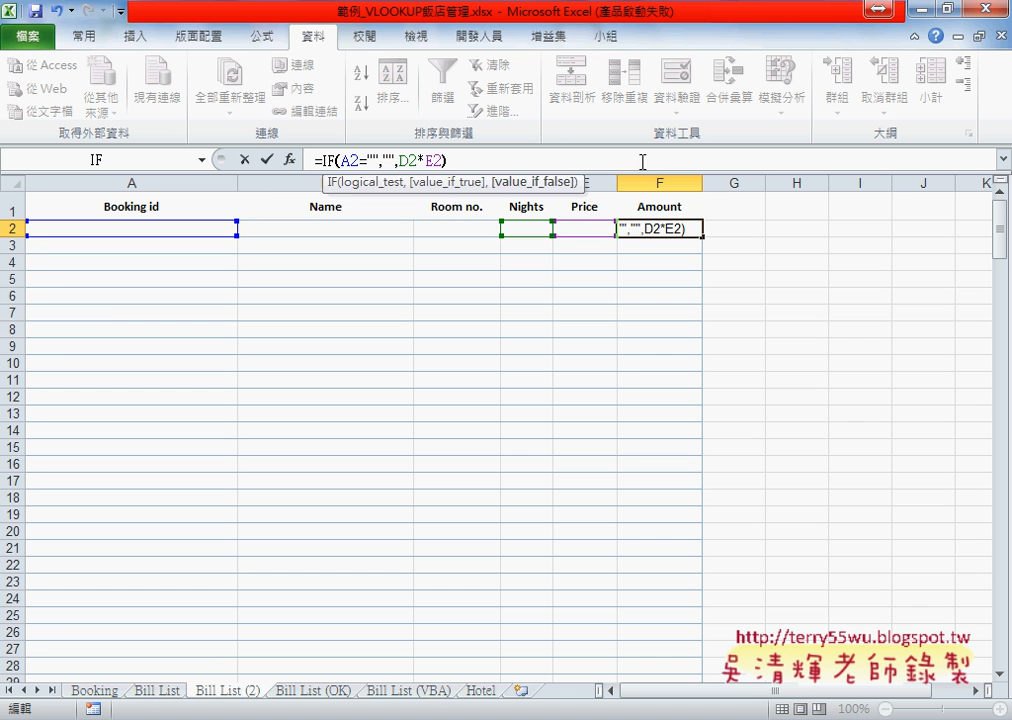 範例_VLOOKUP飯店管理.xlsx - Microsoft Excel (產品啟動失敗)
檔案 常用 插入 版面配置 公式 資料 校閱 檢視 開發人員 增益集 小組
從 Access
從 Web
從文字檔
從其他來源
現有連線
全部重新整理
連線
內容
編輯連結
排序...
篩選
清除
重新套用
進階...
資料剖析 移除重複 資料驗證 合併彙算 模擬分析
群組 取消群組 小計
取得外部資料 連線 排序與篩選 資料工具 大綱
IF =IF(A2="","",D2*E2)
IF(logical_test, [value_if_true], [value_if_false])
A E F G H I J K
1 Booking id Name Room no. Nights Price Amount
2 "","",D2*E2)
3
4
5
6
7
8
9
10
11
12
13
14
15
16
17
18
19
20
21
22
23
24
25
26
27
28
29
http://terry55wu.blogspot.tw
吳清輝老師錄製
Booking Bill List Bill List (2) Bill List (OK) Bill List (VBA) Hotel
編輯 100%